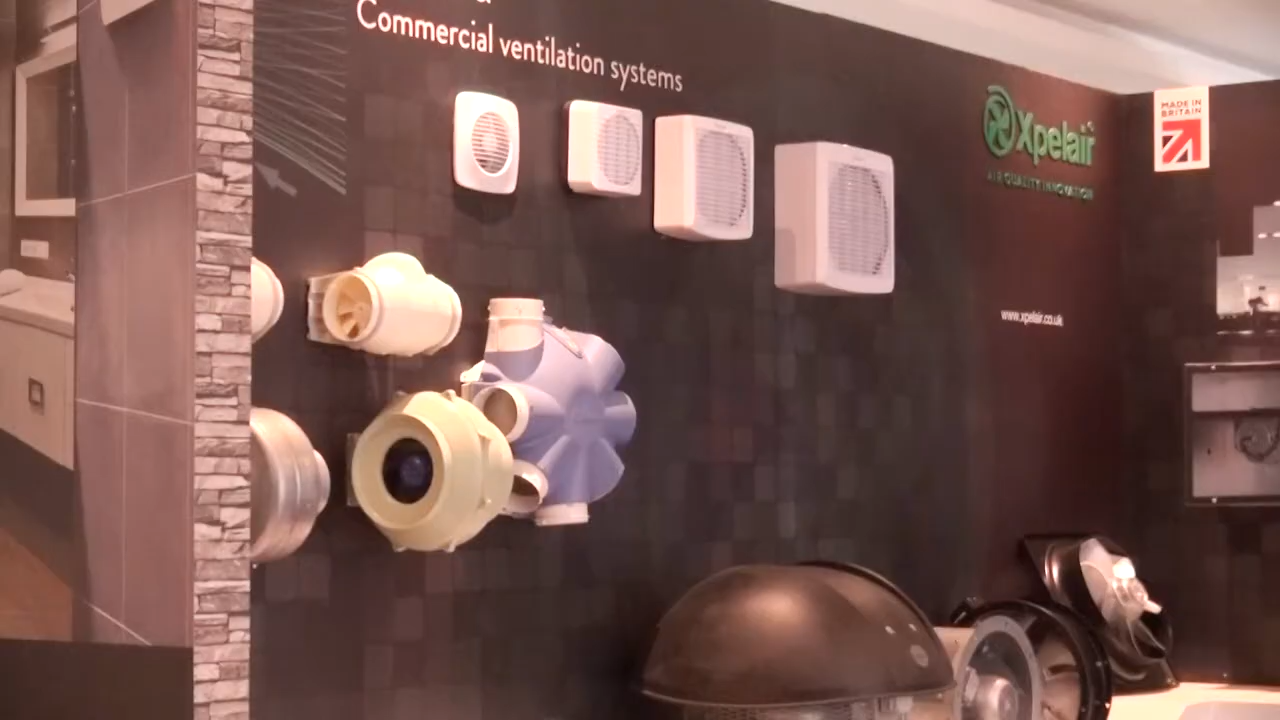 Commercial ventilation systems
Xpelair
AIR QUALITY INNOVATION
MADE IN
BRITAIN
www.xpelair.co.uk